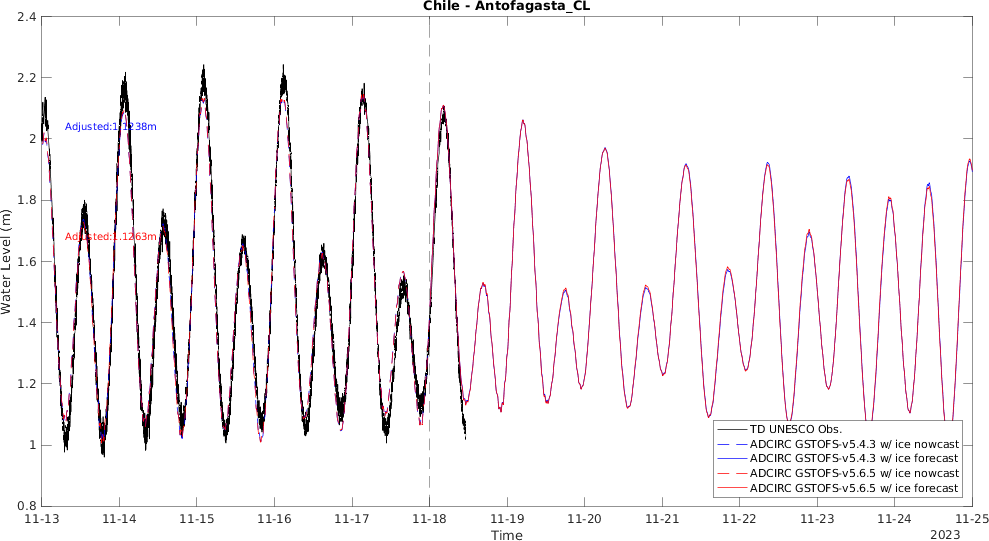 Chile - Antofagasta_CL
2.4
2.2
2
1.8
1.6
1.4
1.2
1
0.8
Water Level (m)
Adjusted:1.1238m
Adjusted:1.1263m
TD UNESCO Obs.
ADCIRC GSTOFS-v5.4.3 w/ ice nowcast
ADCIRC GSTOFS-v5.4.3 w/ ice forecast
ADCIRC GSTOFS-v5.6.5 w/ ice nowcast
ADCIRC GSTOFS-v5.6.5 w/ ice forecast
11-13 11-14 11-15 11-16 11-17 11-18 11-19 11-20 11-21 11-22 11-23 11-24 11-25
Time
2023